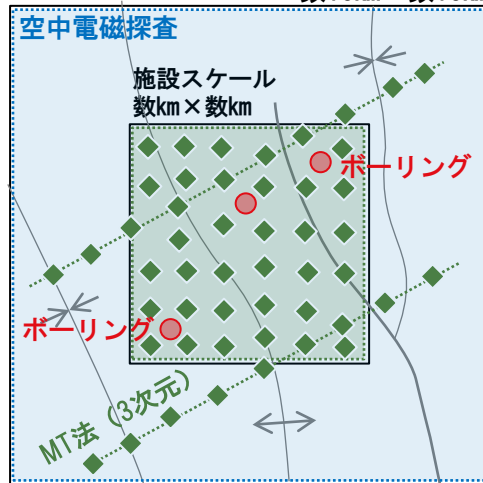 空中電磁探査
施設スケール
数km×数km
ボーリング
ボーリング
MT法（3次元）